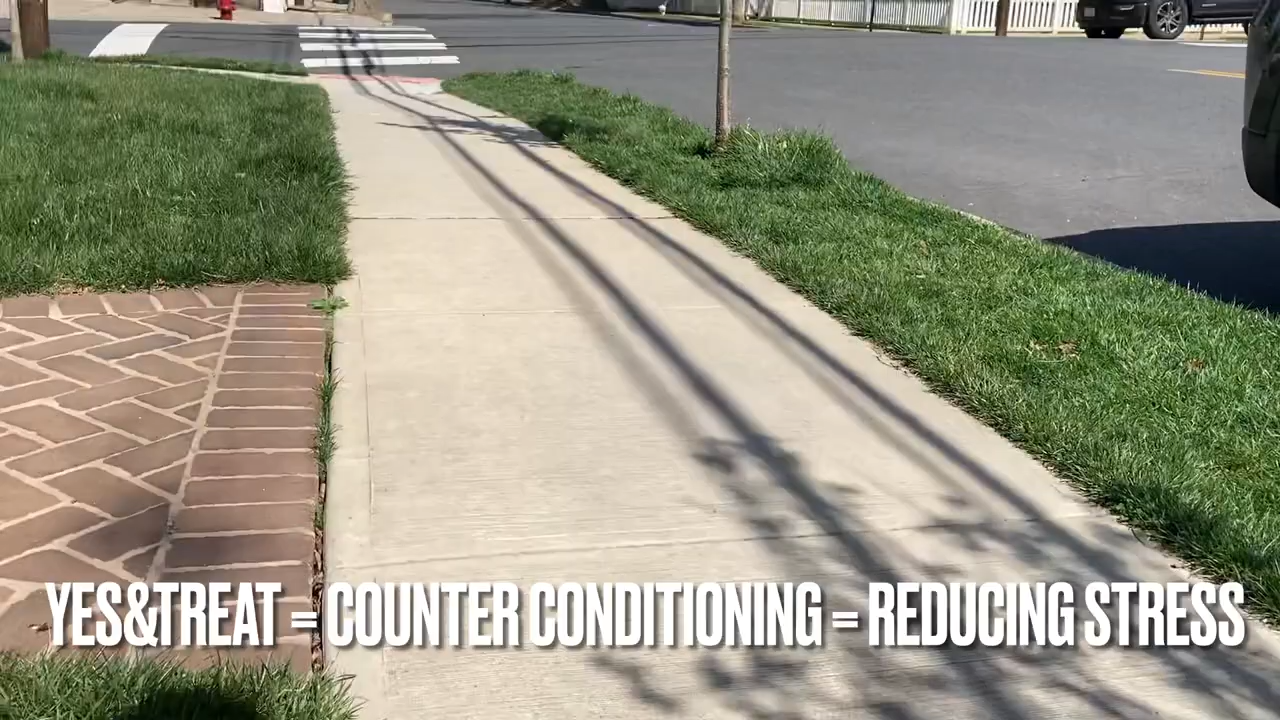 YES&TREAT = COUNTER CONDITIONING = REDUCING STRESS